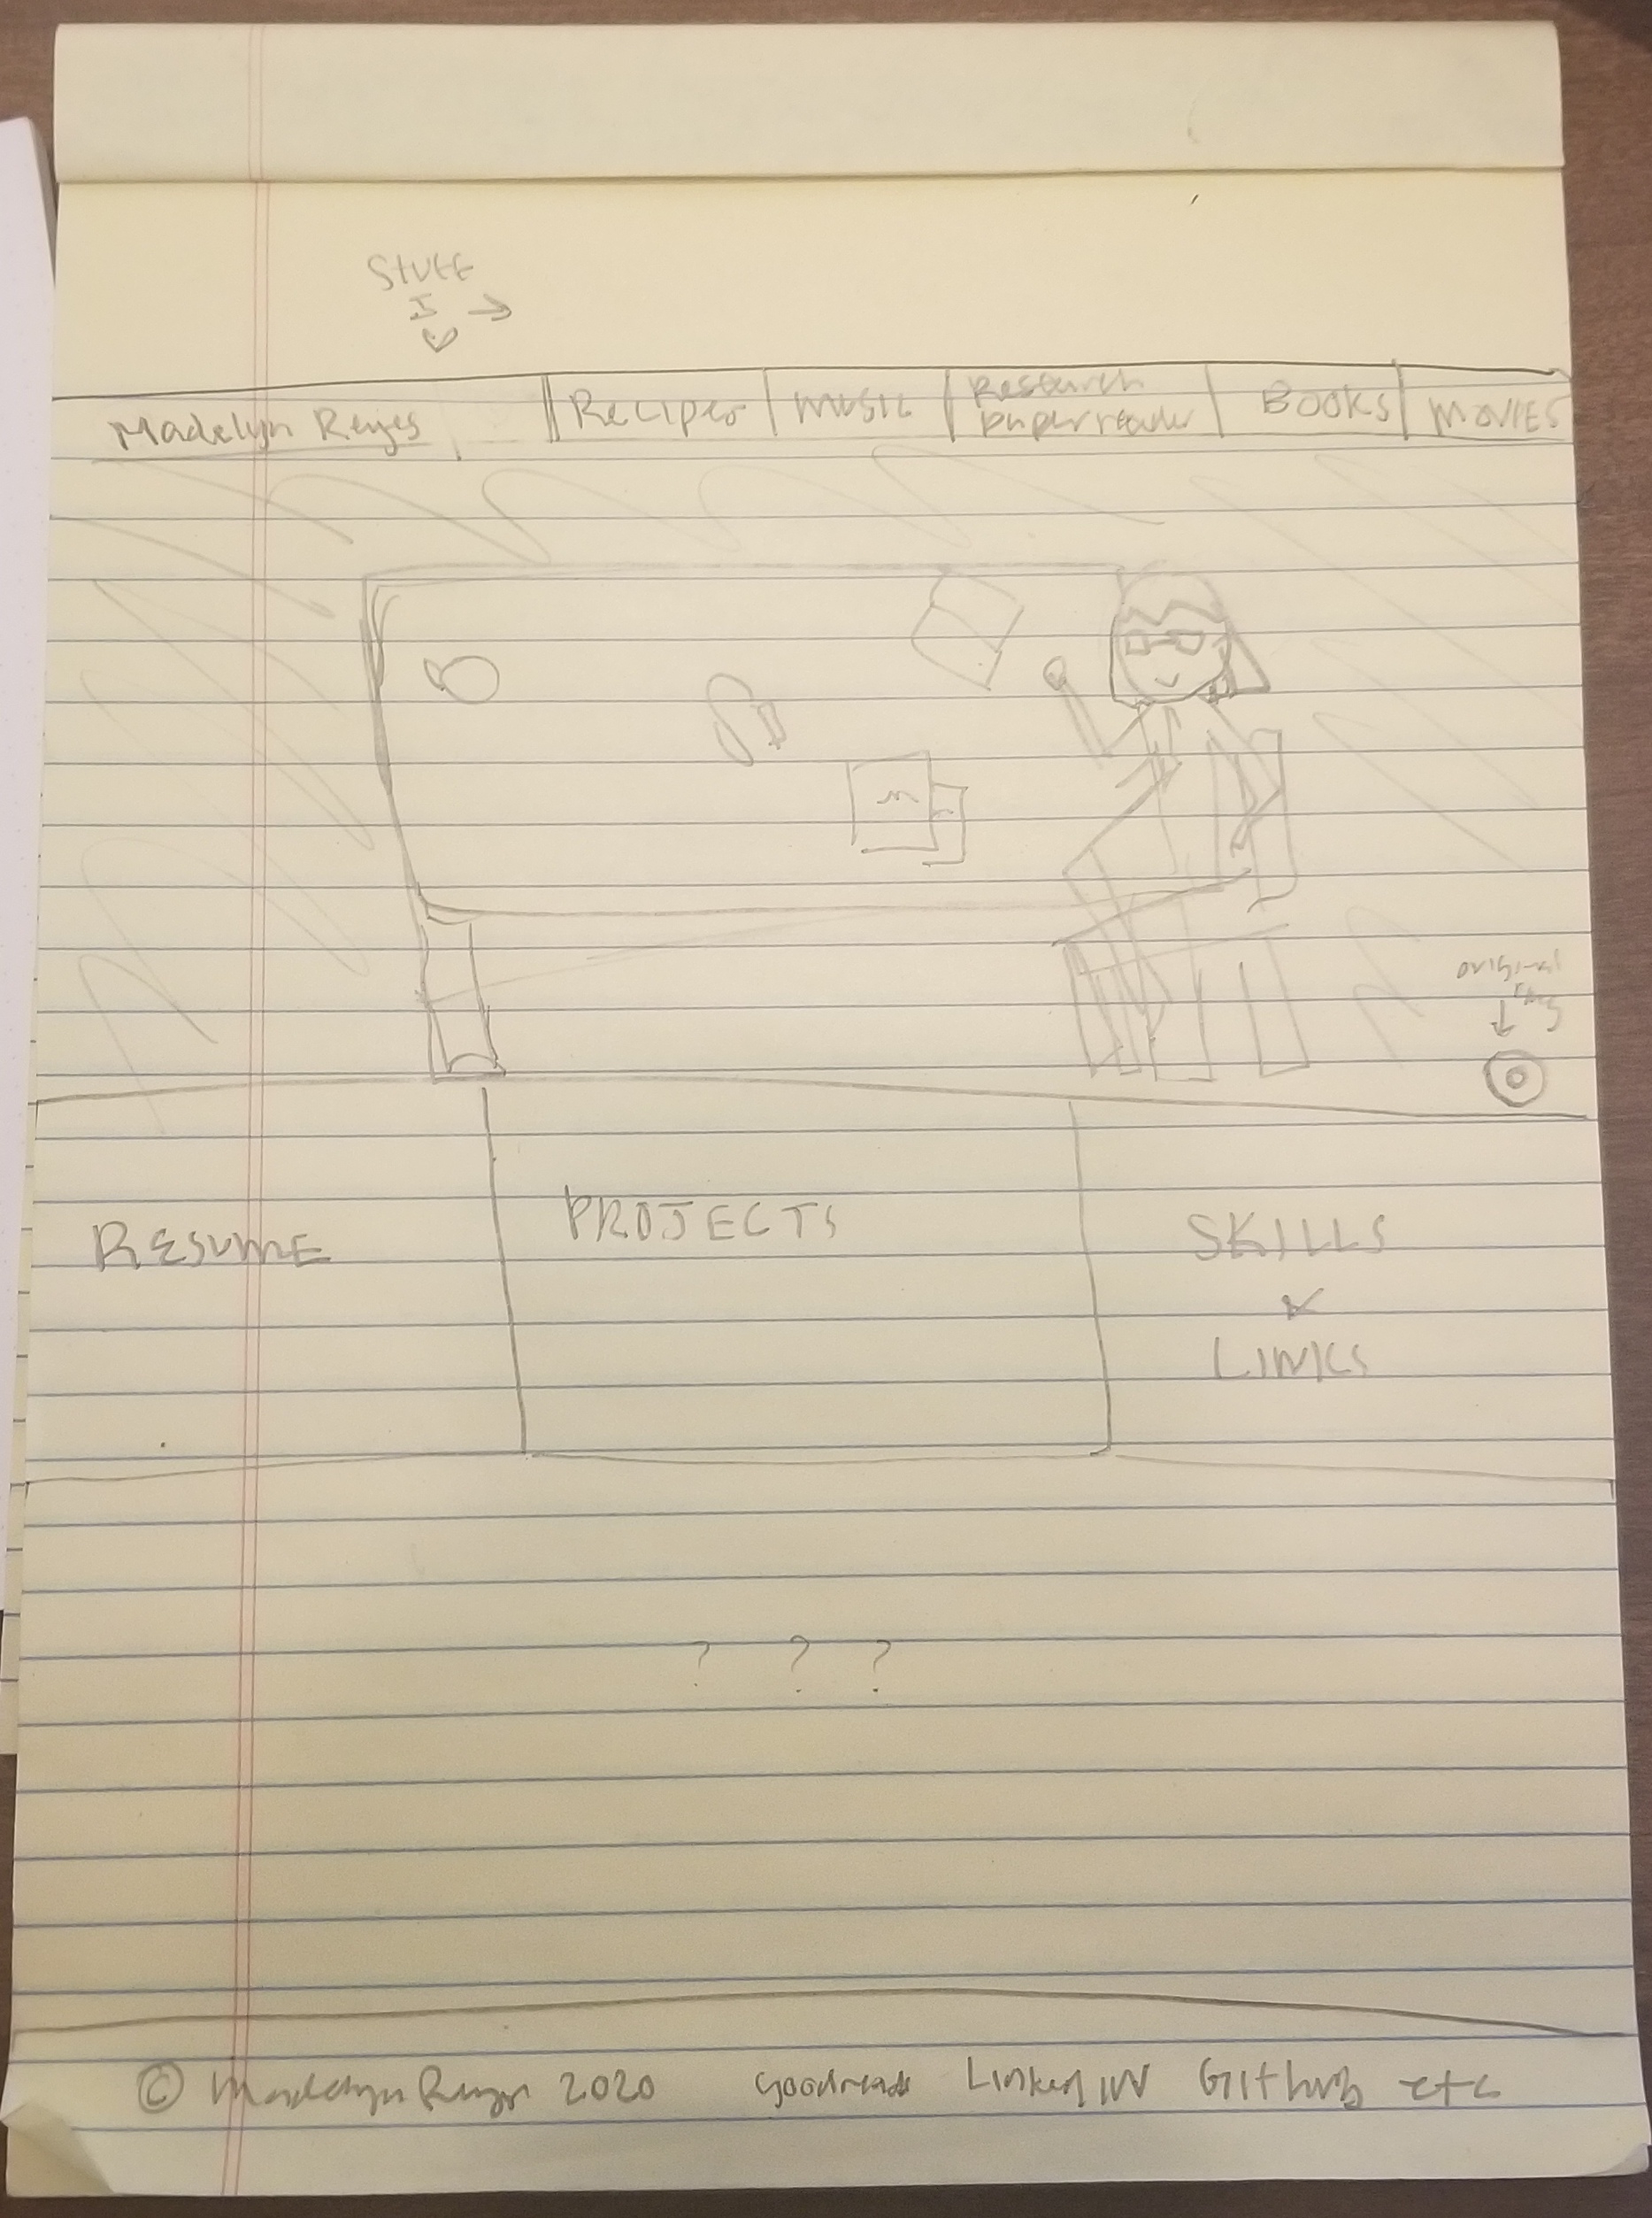 Stuff
I →
♡
Madelyn Reyes
Recipes
MUSIC
Research
paper reader
BOOKS
MOVIES
m
original
↓
RESUME
PROJECTS
SKILLS
&
LINKS
? ? ?
© Madelyn Reyes 2020 goodreads LinkedIN GitHub etc